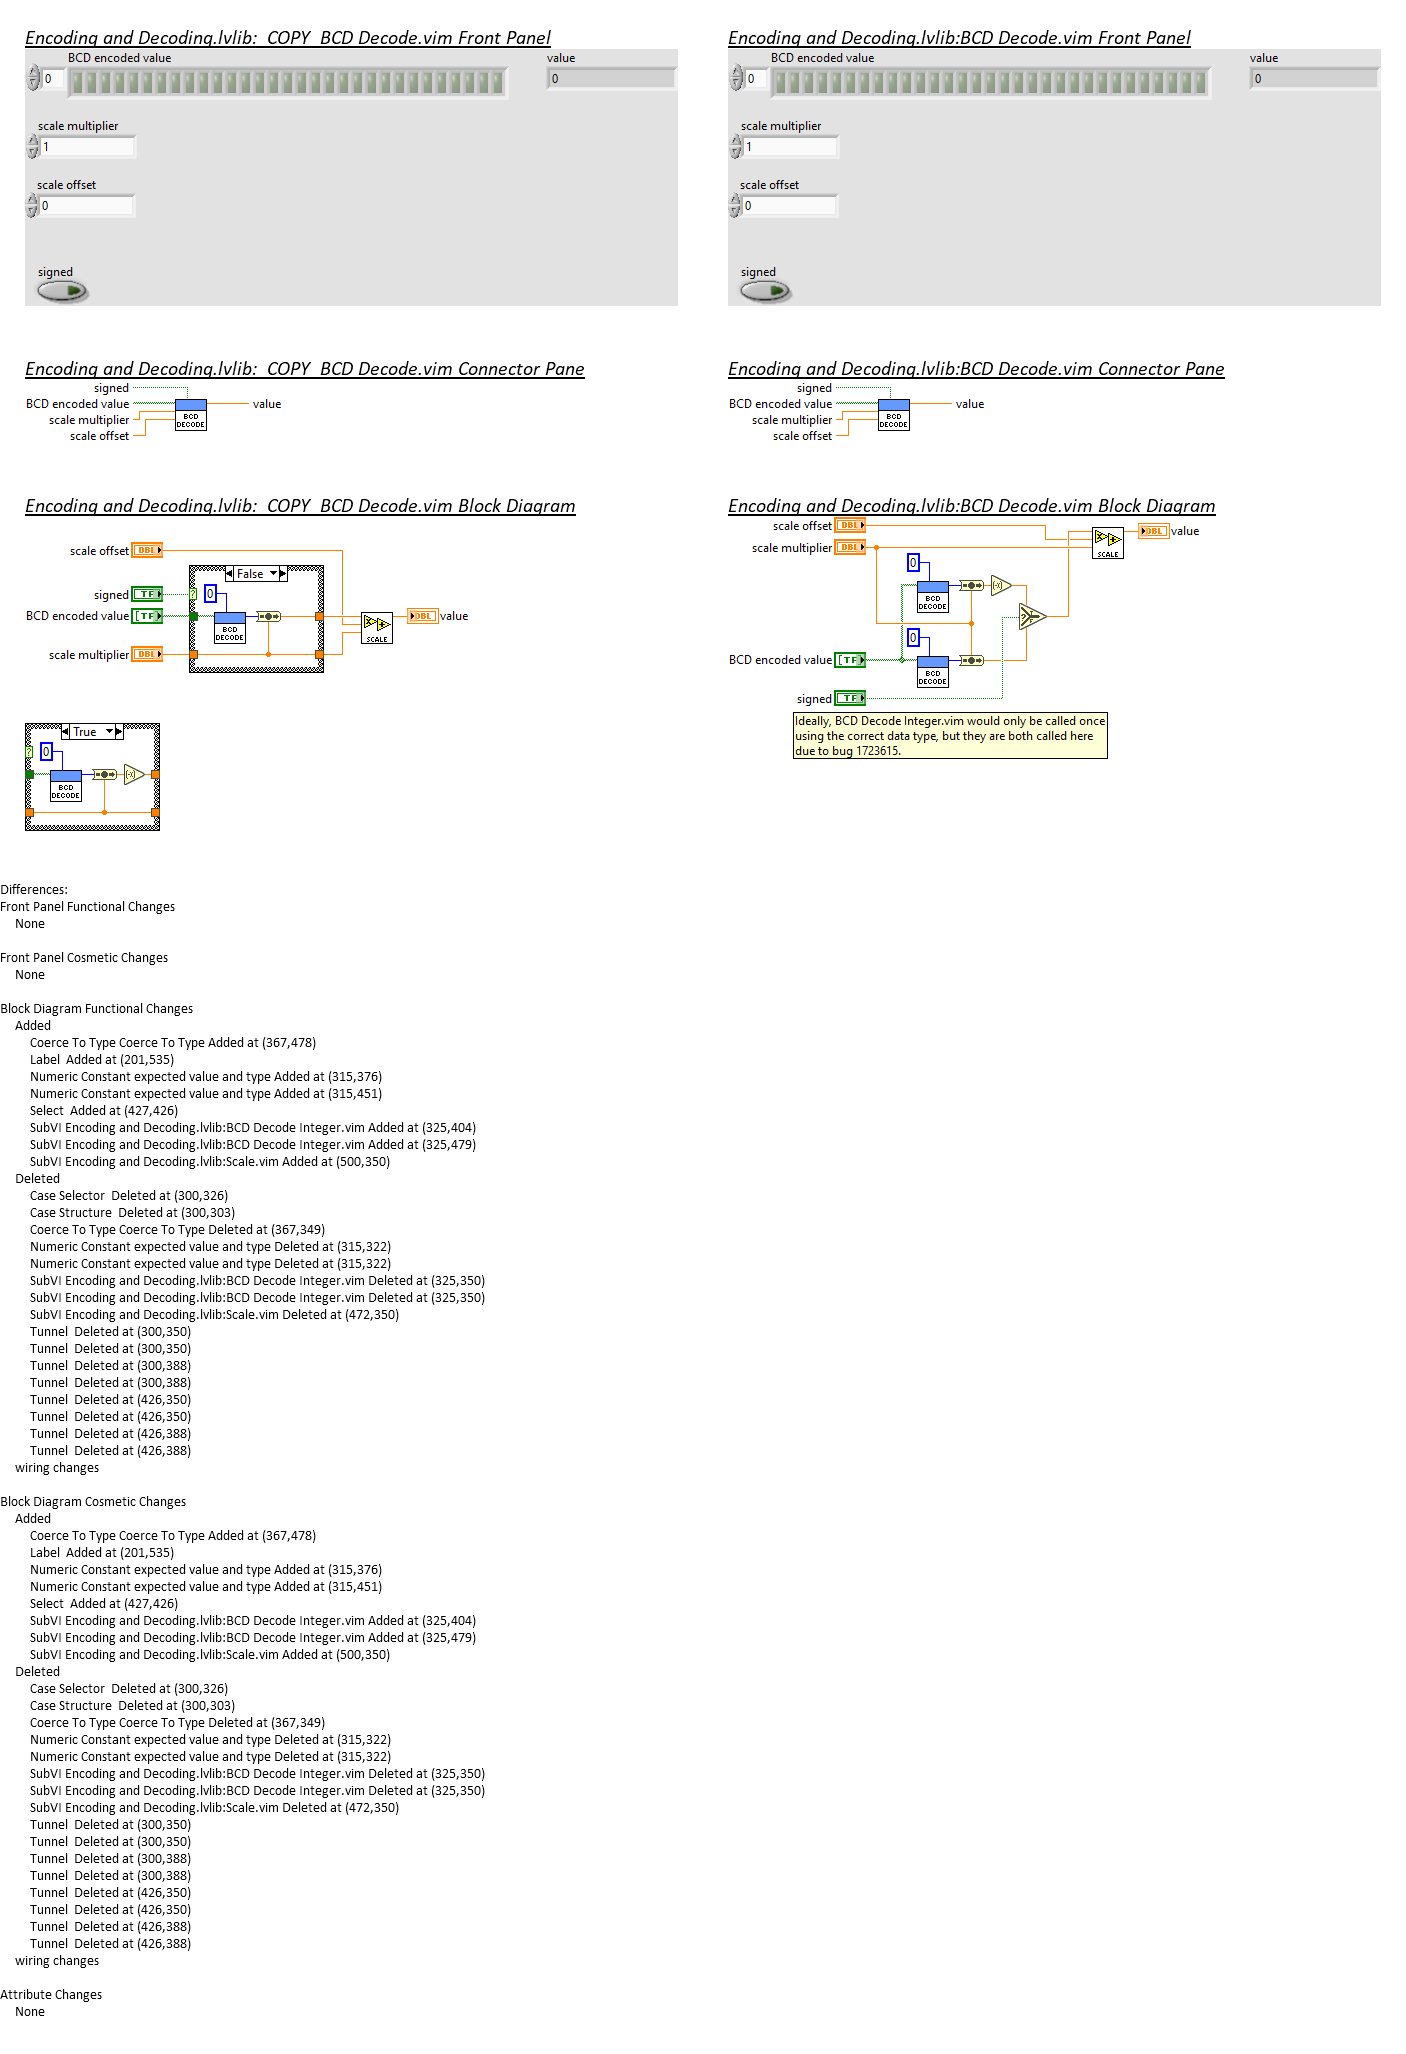 Encoding and Decoding.lvlib:_COPY_BCD Decode.vim Front Panel
BCD encoded value
value
0
0
scale multiplier
1
scale offset
0
signed
Encoding and Decoding.lvlib:BCD Decode.vim Front Panel
BCD encoded value
value
0
0
scale multiplier
1
scale offset
0
signed
Encoding and Decoding.lvlib:_COPY_BCD Decode.vim Connector Pane
signed
BCD encoded value
value
scale multiplier
scale offset
BCD
DECODE
Encoding and Decoding.lvlib:BCD Decode.vim Connector Pane
signed
BCD encoded value
value
scale multiplier
scale offset
BCD
DECODE
Encoding and Decoding.lvlib:_COPY_BCD Decode.vim Block Diagram
scale offset
DBL
False
signed
TF
?
0
BCD encoded value
[TF]
BCD
DECODE
SCALE
DBL
value
scale multiplier
DBL
True
?
0
BCD
DECODE
(-x)
Encoding and Decoding.lvlib:BCD Decode.vim Block Diagram
scale offset
DBL
DBL
value
scale multiplier
DBL
SCALE
0
BCD
DECODE
(-x)
0
BCD encoded value
[TF]
BCD
DECODE
signed
TF
Ideally, BCD Decode Integer.vim would only be called once
using the correct data type, but they are both called here
due to bug 1723615.
Differences:
Front Panel Functional Changes
None
Front Panel Cosmetic Changes
None
Block Diagram Functional Changes
Added
Coerce To Type Coerce To Type Added at (367,478)
Label  Added at (201,535)
Numeric Constant expected value and type Added at (315,376)
Numeric Constant expected value and type Added at (315,451)
Select  Added at (427,426)
SubVI Encoding and Decoding.lvlib:BCD Decode Integer.vim Added at (325,404)
SubVI Encoding and Decoding.lvlib:BCD Decode Integer.vim Added at (325,479)
SubVI Encoding and Decoding.lvlib:Scale.vim Added at (500,350)
Deleted
Case Selector  Deleted at (300,326)
Case Structure  Deleted at (300,303)
Coerce To Type Coerce To Type Deleted at (367,349)
Numeric Constant expected value and type Deleted at (315,322)
Numeric Constant expected value and type Deleted at (315,322)
SubVI Encoding and Decoding.lvlib:BCD Decode Integer.vim Deleted at (325,350)
SubVI Encoding and Decoding.lvlib:BCD Decode Integer.vim Deleted at (325,350)
SubVI Encoding and Decoding.lvlib:Scale.vim Deleted at (472,350)
Tunnel  Deleted at (300,350)
Tunnel  Deleted at (300,350)
Tunnel  Deleted at (300,388)
Tunnel  Deleted at (300,388)
Tunnel  Deleted at (426,350)
Tunnel  Deleted at (426,350)
Tunnel  Deleted at (426,388)
Tunnel  Deleted at (426,388)
wiring changes
Block Diagram Cosmetic Changes
Added
Coerce To Type Coerce To Type Added at (367,478)
Label  Added at (201,535)
Numeric Constant expected value and type Added at (315,376)
Numeric Constant expected value and type Added at (315,451)
Select  Added at (427,426)
SubVI Encoding and Decoding.lvlib:BCD Decode Integer.vim Added at (325,404)
SubVI Encoding and Decoding.lvlib:BCD Decode Integer.vim Added at (325,479)
SubVI Encoding and Decoding.lvlib:Scale.vim Added at (500,350)
Deleted
Case Selector  Deleted at (300,326)
Case Structure  Deleted at (300,303)
Coerce To Type Coerce To Type Deleted at (367,349)
Numeric Constant expected value and type Deleted at (315,322)
Numeric Constant expected value and type Deleted at (315,322)
SubVI Encoding and Decoding.lvlib:BCD Decode Integer.vim Deleted at (325,350)
SubVI Encoding and Decoding.lvlib:BCD Decode Integer.vim Deleted at (325,350)
SubVI Encoding and Decoding.lvlib:Scale.vim Deleted at (472,350)
Tunnel  Deleted at (300,350)
Tunnel  Deleted at (300,350)
Tunnel  Deleted at (300,388)
Tunnel  Deleted at (300,388)
Tunnel  Deleted at (426,350)
Tunnel  Deleted at (426,350)
Tunnel  Deleted at (426,388)
Tunnel  Deleted at (426,388)
wiring changes
Attribute Changes
None